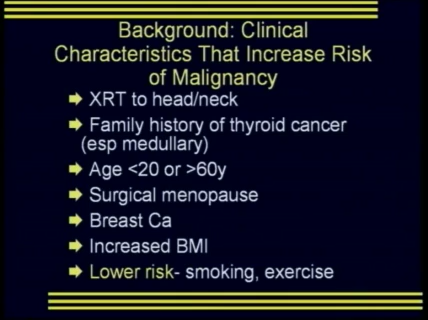 Background: Clinical
Characteristics That Increase Risk
of Malignancy
XRT to head/neck
Family history of thyroid cancer
(esp medullary)
Age <20 or >60y
Surgical menopause
Breast Ca
Increased BMI
Lower risk- smoking, exercise